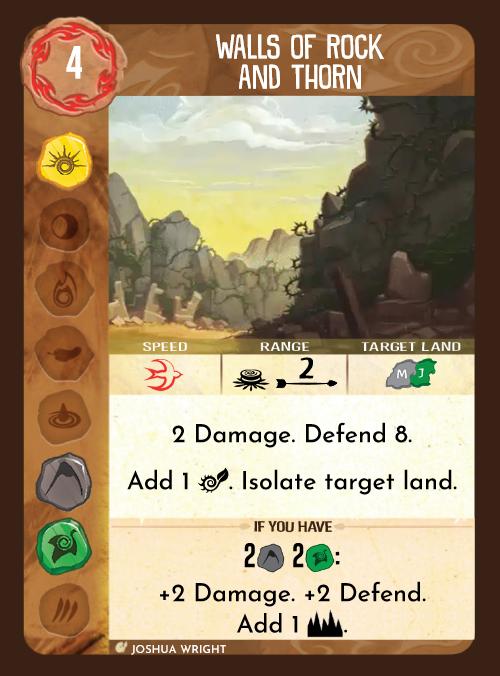 4
WALLS OF ROCK
AND THORN
SPEED RANGE TARGET LAND
2
M J
2 Damage. Defend 8.
Add 1 . Isolate target land.
IF YOU HAVE
2 2 :
+2 Damage. +2 Defend.
Add 1 .
JOSHUA WRIGHT